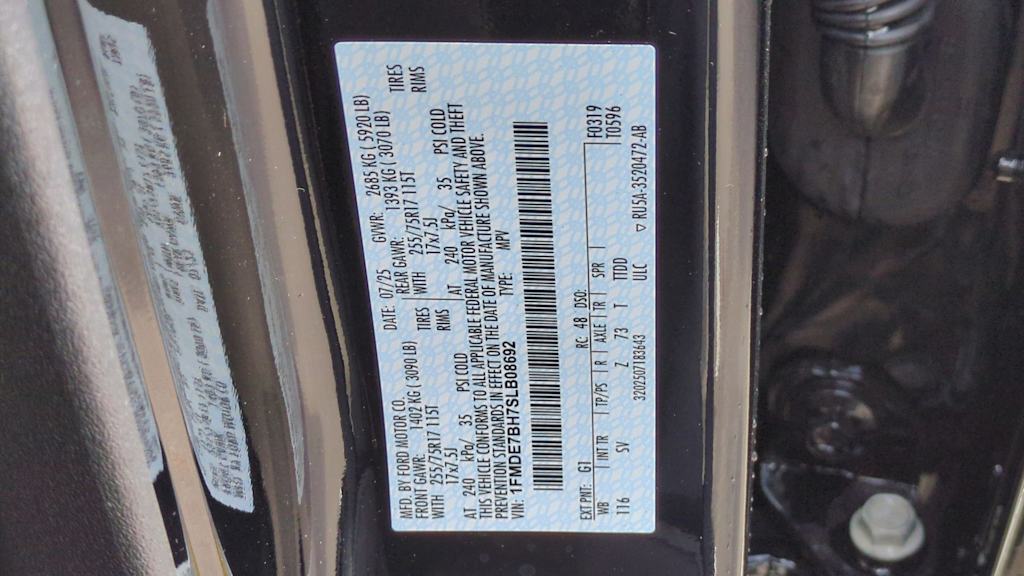 MFD. BY FORD MOTOR CO. DATE: 07/25 GVWR: 2685 KG ( 5920 LB)
FRONT GAWR: 1402 KG ( 3090 LB) REAR GAWR: 1393 KG ( 3070 LB)
WITH 255/75R17 115T TIRES WITH 255/75R17 115T TIRES
17x7.5J RIMS 17x7.5J RIMS
AT 240 kPa/ 35 PSI COLD AT 240 kPa/ 35 PSI COLD
THIS VEHICLE CONFORMS TO ALL APPLICABLE FEDERAL MOTOR VEHICLE SAFETY AND THEFT
PREVENTION STANDARDS IN EFFECT ON THE DATE OF MANUFACTURE SHOWN ABOVE.
VIN: 1FMDE7BH7SLB08692 TYPE: MPV
EXT PNT: G1 RC: 48 DSO: F0319
WB INT TR TP/PS R AXLE TR SPR T0596
116 SV Z 73 T TTDD
32025071B3643 ULC ▽ RU5A-3520472-AB